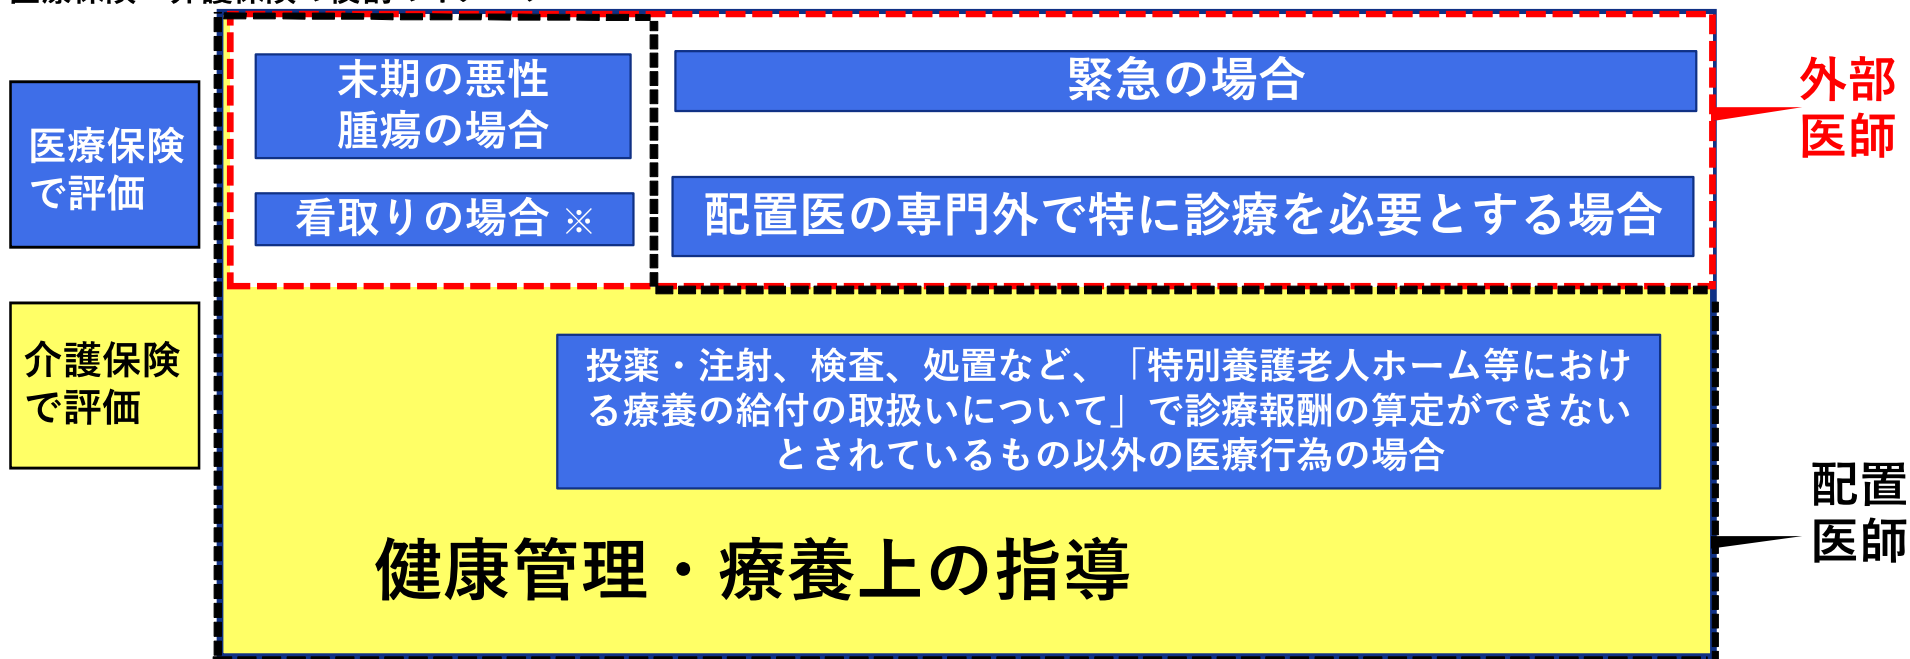 末期の悪性
腫瘍の場合
看取りの場合 ※
緊急の場合
配置医の専門外で特に診療を必要とする場合
外部
医師
医療保険
で評価
介護保険
で評価
投薬・注射、検査、処置など、「特別養護老人ホーム等におけ
る療養の給付の取扱いについて」で診療報酬の算定ができない
とされているもの以外の医療行為の場合
健康管理・療養上の指導
配置
医師